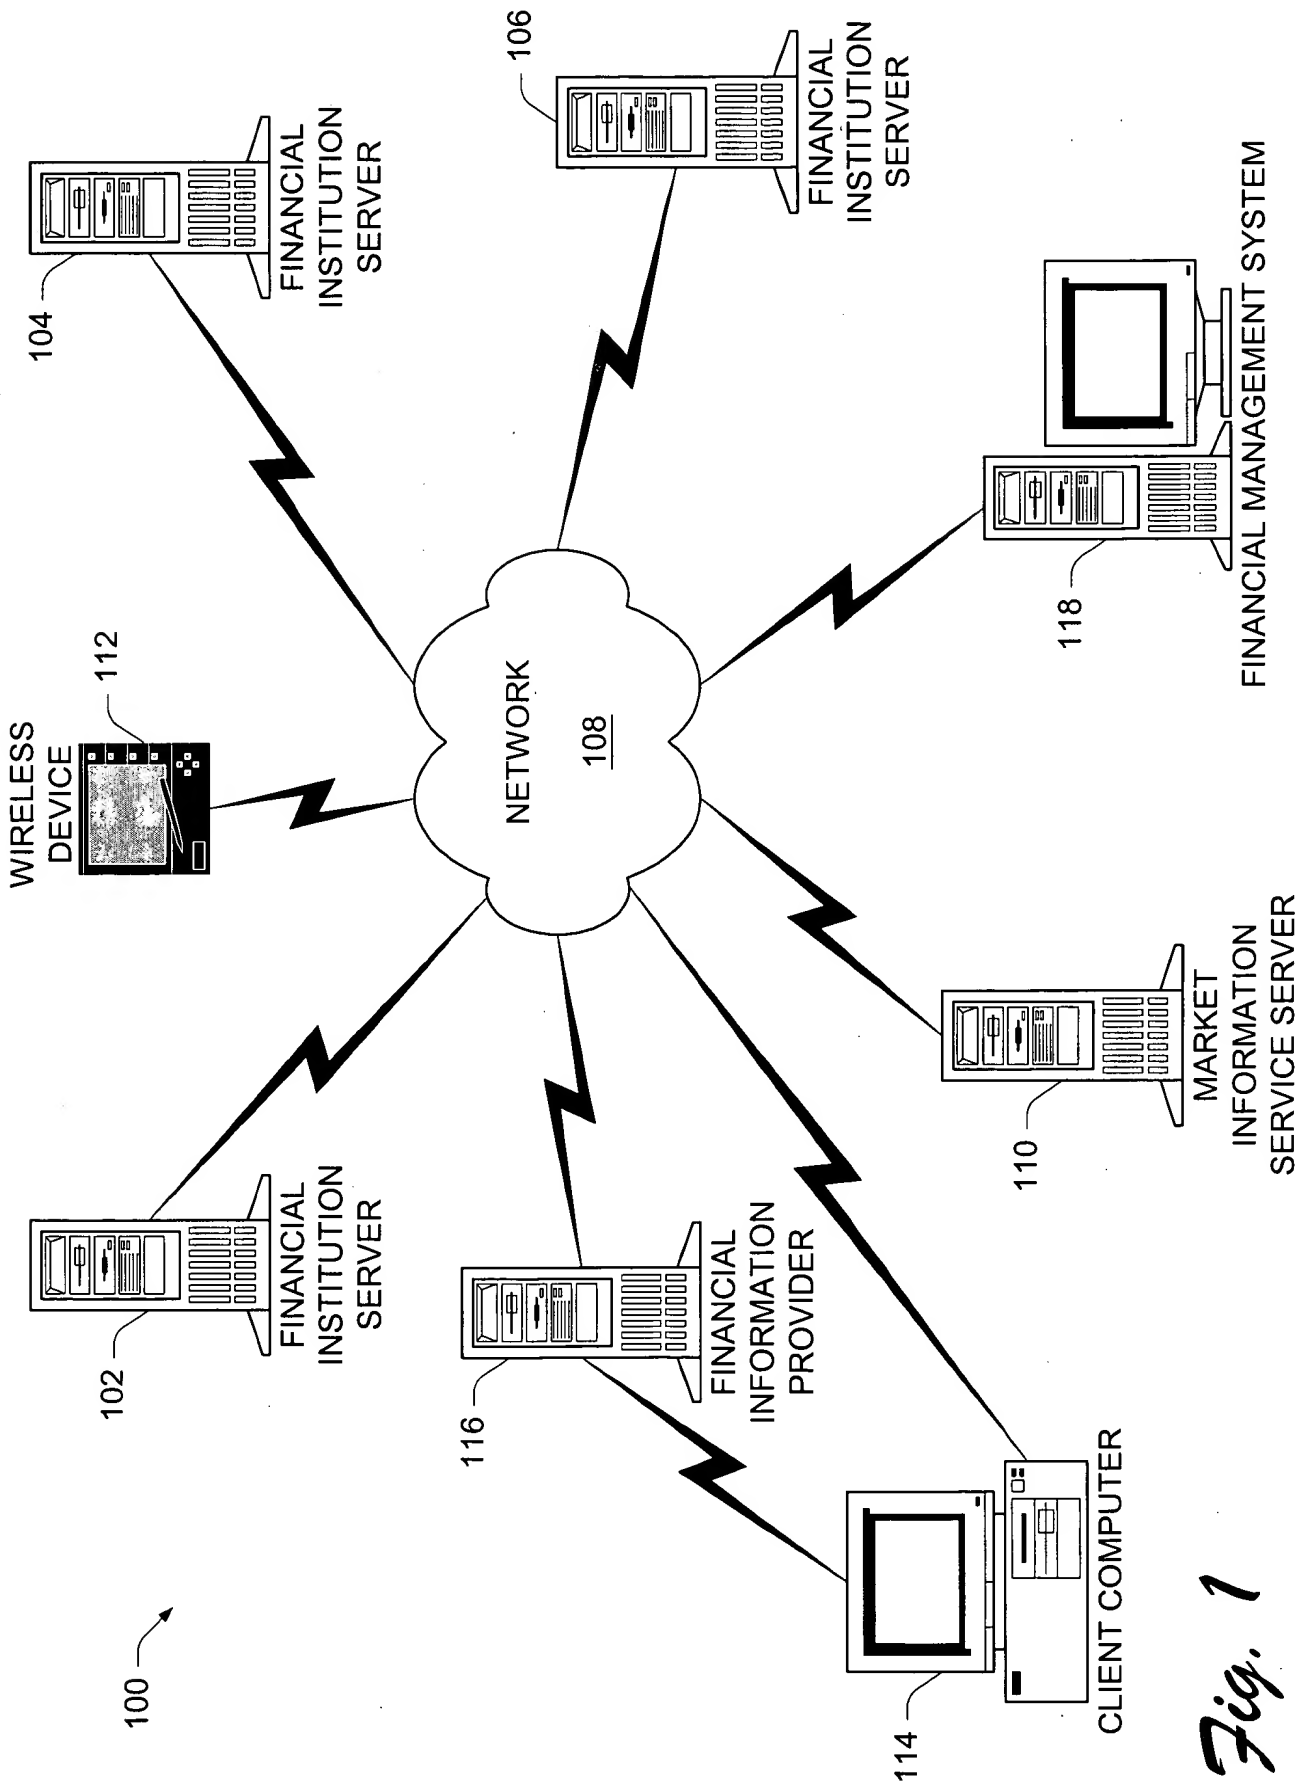 100
102
FINANCIAL
INSTITUTION
SERVER
WIRELESS
DEVICE
112
104
FINANCIAL
INSTITUTION
SERVER
116
FINANCIAL
INFORMATION
PROVIDER
NETWORK
108
106
FINANCIAL
INSTITUTION
SERVER
114
CLIENT COMPUTER
110
MARKET
INFORMATION
SERVICE SERVER
118
FINANCIAL MANAGEMENT SYSTEM
Fig. 1